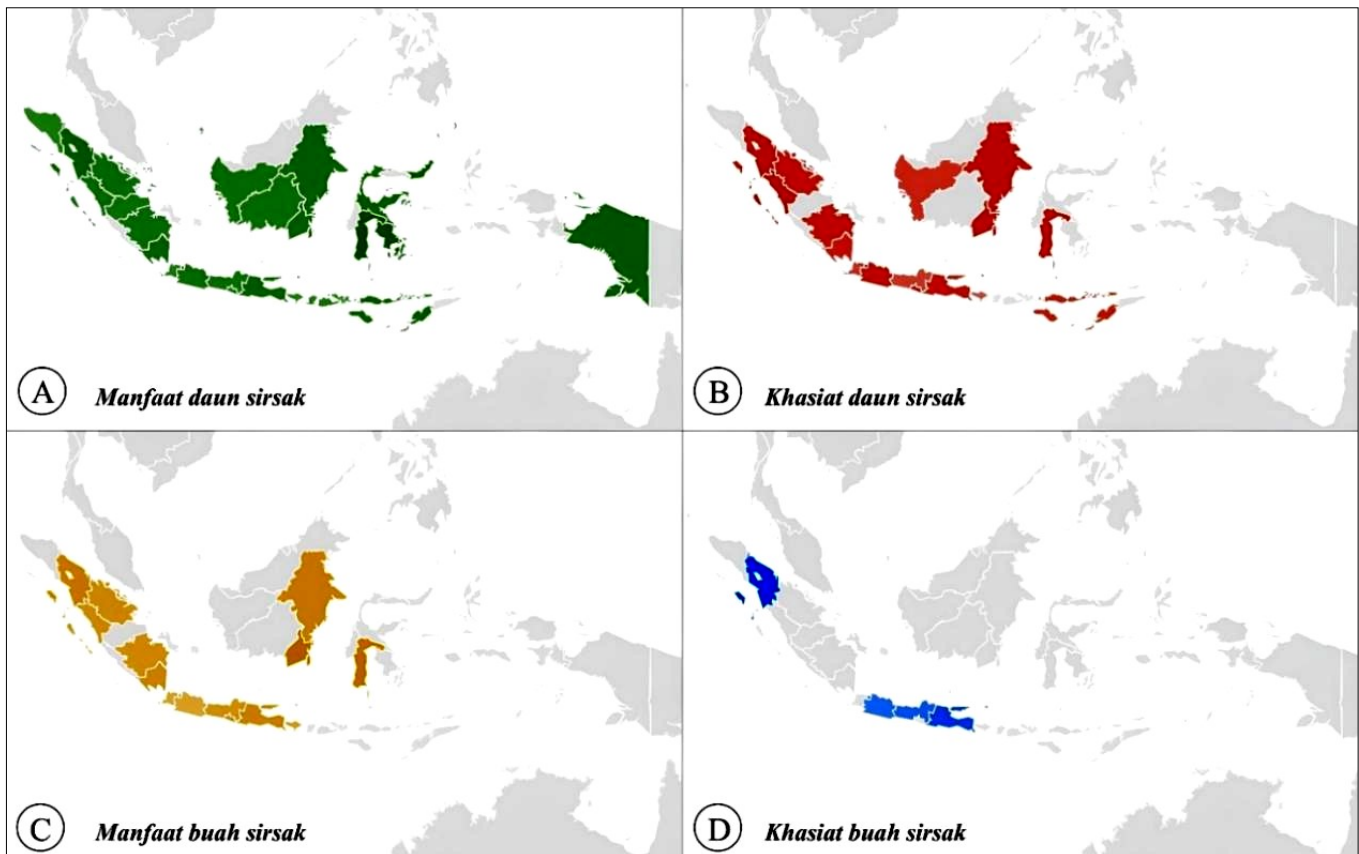 A Manfaat daun sirsak
B Khasiat daun sirsak
C Manfaat buah sirsak
D Khasiat buah sirsak